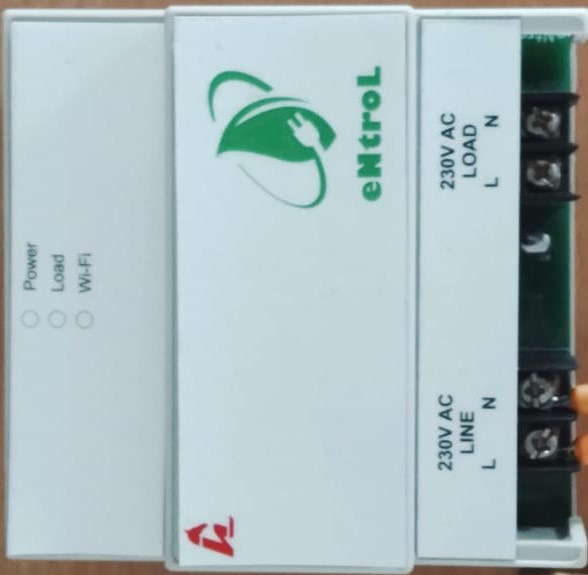 Power
Load
Wi-Fi
eNtroL
230V AC
LINE
L N
230V AC
LOAD
L N